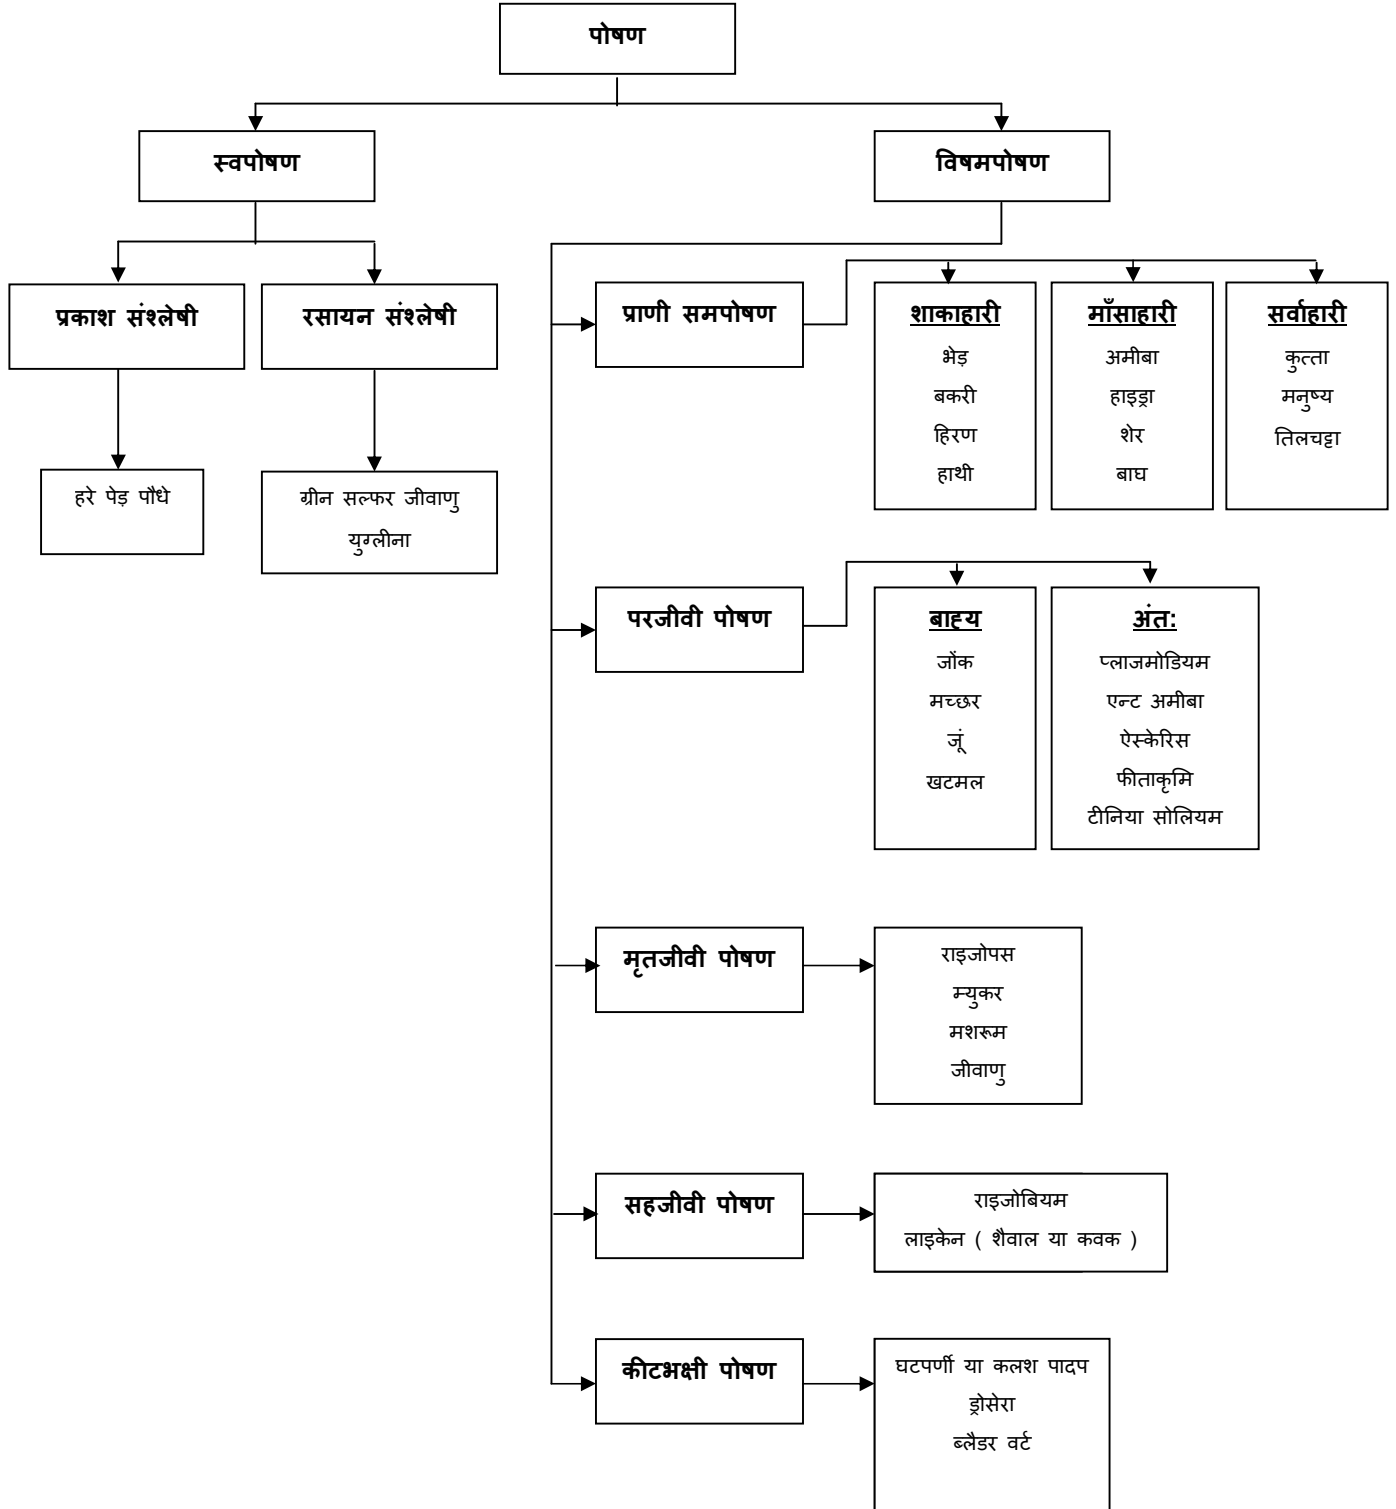 पोषण
स्वपोषण
विषमपोषण
प्रकाश संश्लेषी
रसायन संश्लेषी
हरे पेड़ पौधे
ग्रीन सल्फर जीवाणु
युग्लीना
प्राणी समपोषण
शाकाहारी
भेड़
बकरी
हिरण
हाथी
माँसाहारी
अमीबा
हाइड्रा
शेर
बाघ
सर्वाहारी
कुत्ता
मनुष्य
तिलचट्टा
परजीवी पोषण
बाह्य
जोंक
मच्छर
जूं
खटमल
अंत:
प्लाजमोडियम
एन्ट अमीबा
ऐस्केरिस
फीताकृमि
टीनिया सोलियम
मृतजीवी पोषण
राइजोपस
म्युकर
मशरूम
जीवाणु
सहजीवी पोषण
राइजोबियम
लाइकेन ( शैवाल या कवक )
कीटभक्षी पोषण
घटपर्णी या कलश पादप
ड्रोसेरा
ब्लैडर वर्ट